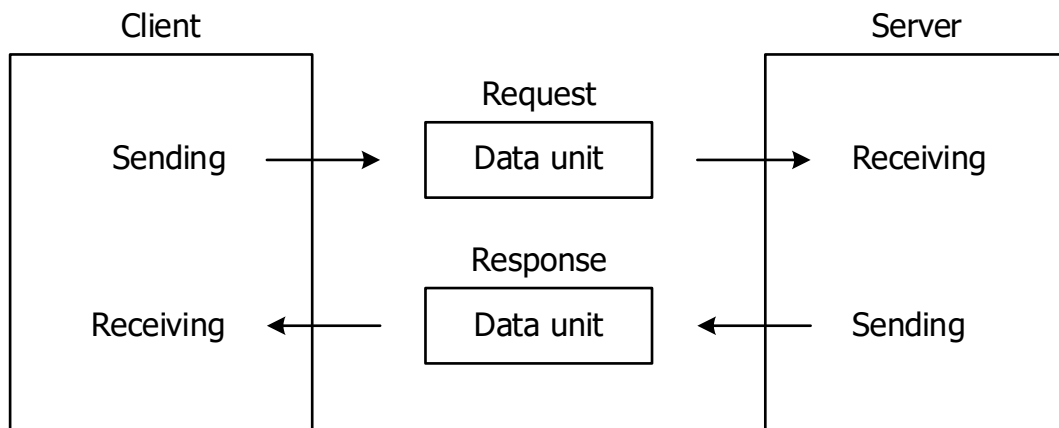 Client
Server
Request
Sending
Data unit
Receiving
Response
Receiving
Data unit
Sending